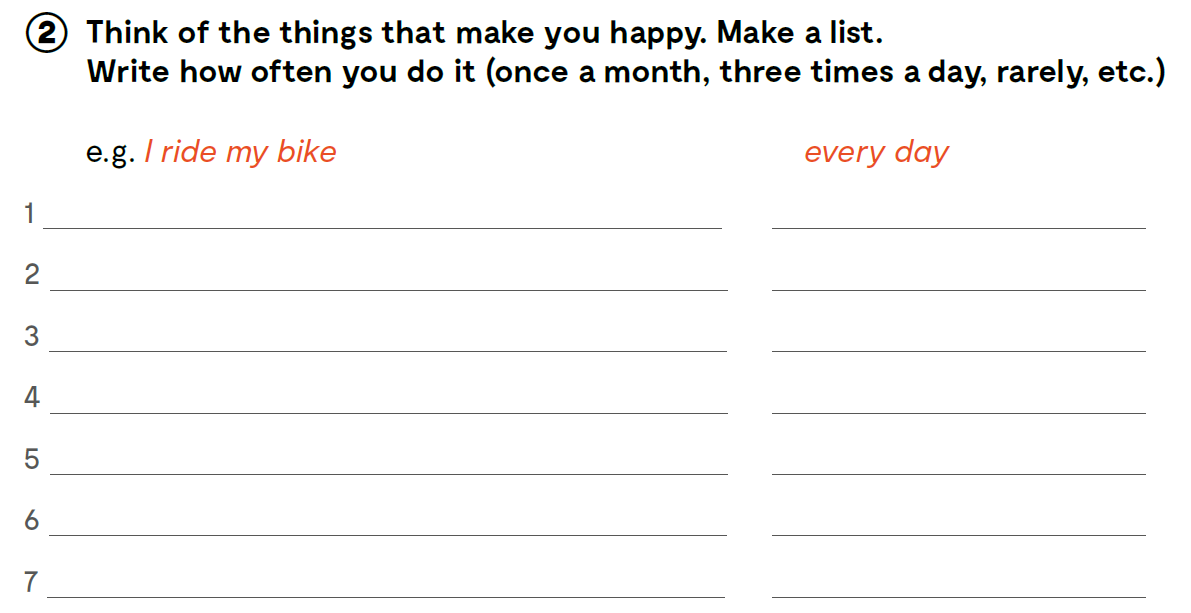 2 Think of the things that make you happy. Make a list.
Write how often you do it (once a month, three times a day, rarely, etc.)
e.g. I ride my bike every day
1
2
3
4
5
6
7